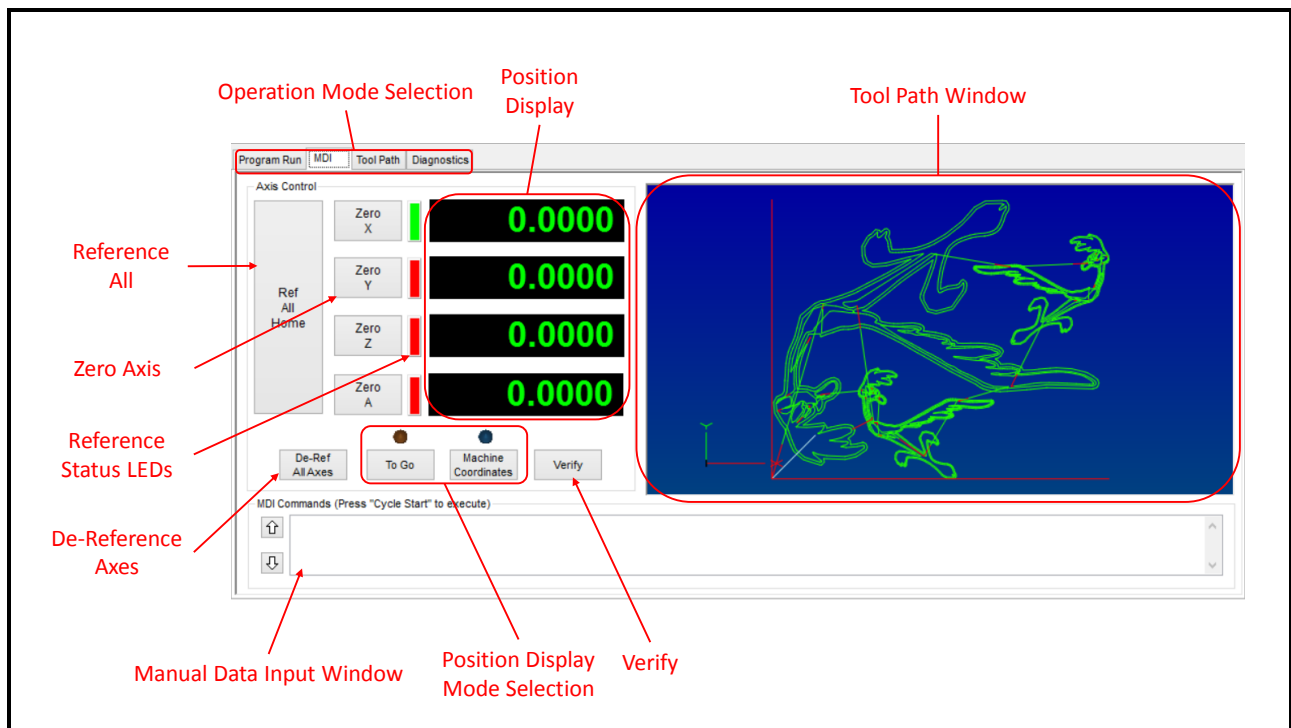 Operation Mode Selection
Position
Display
Tool Path Window
Program Run MDI Tool Path Diagnostics
Axis Control
Reference
All
Ref
All
Home
Zero
X
0.0000
Zero
Y
0.0000
Zero
Z
0.0000
Zero
A
0.0000
Zero Axis
Reference
Status LEDs
De-Ref
All Axes
To Go
Machine
Coordinates
Verify
Y
X
MDI Commands (Press "Cycle Start" to execute)
De-Reference
Axes
Manual Data Input Window
Position Display
Mode Selection
Verify